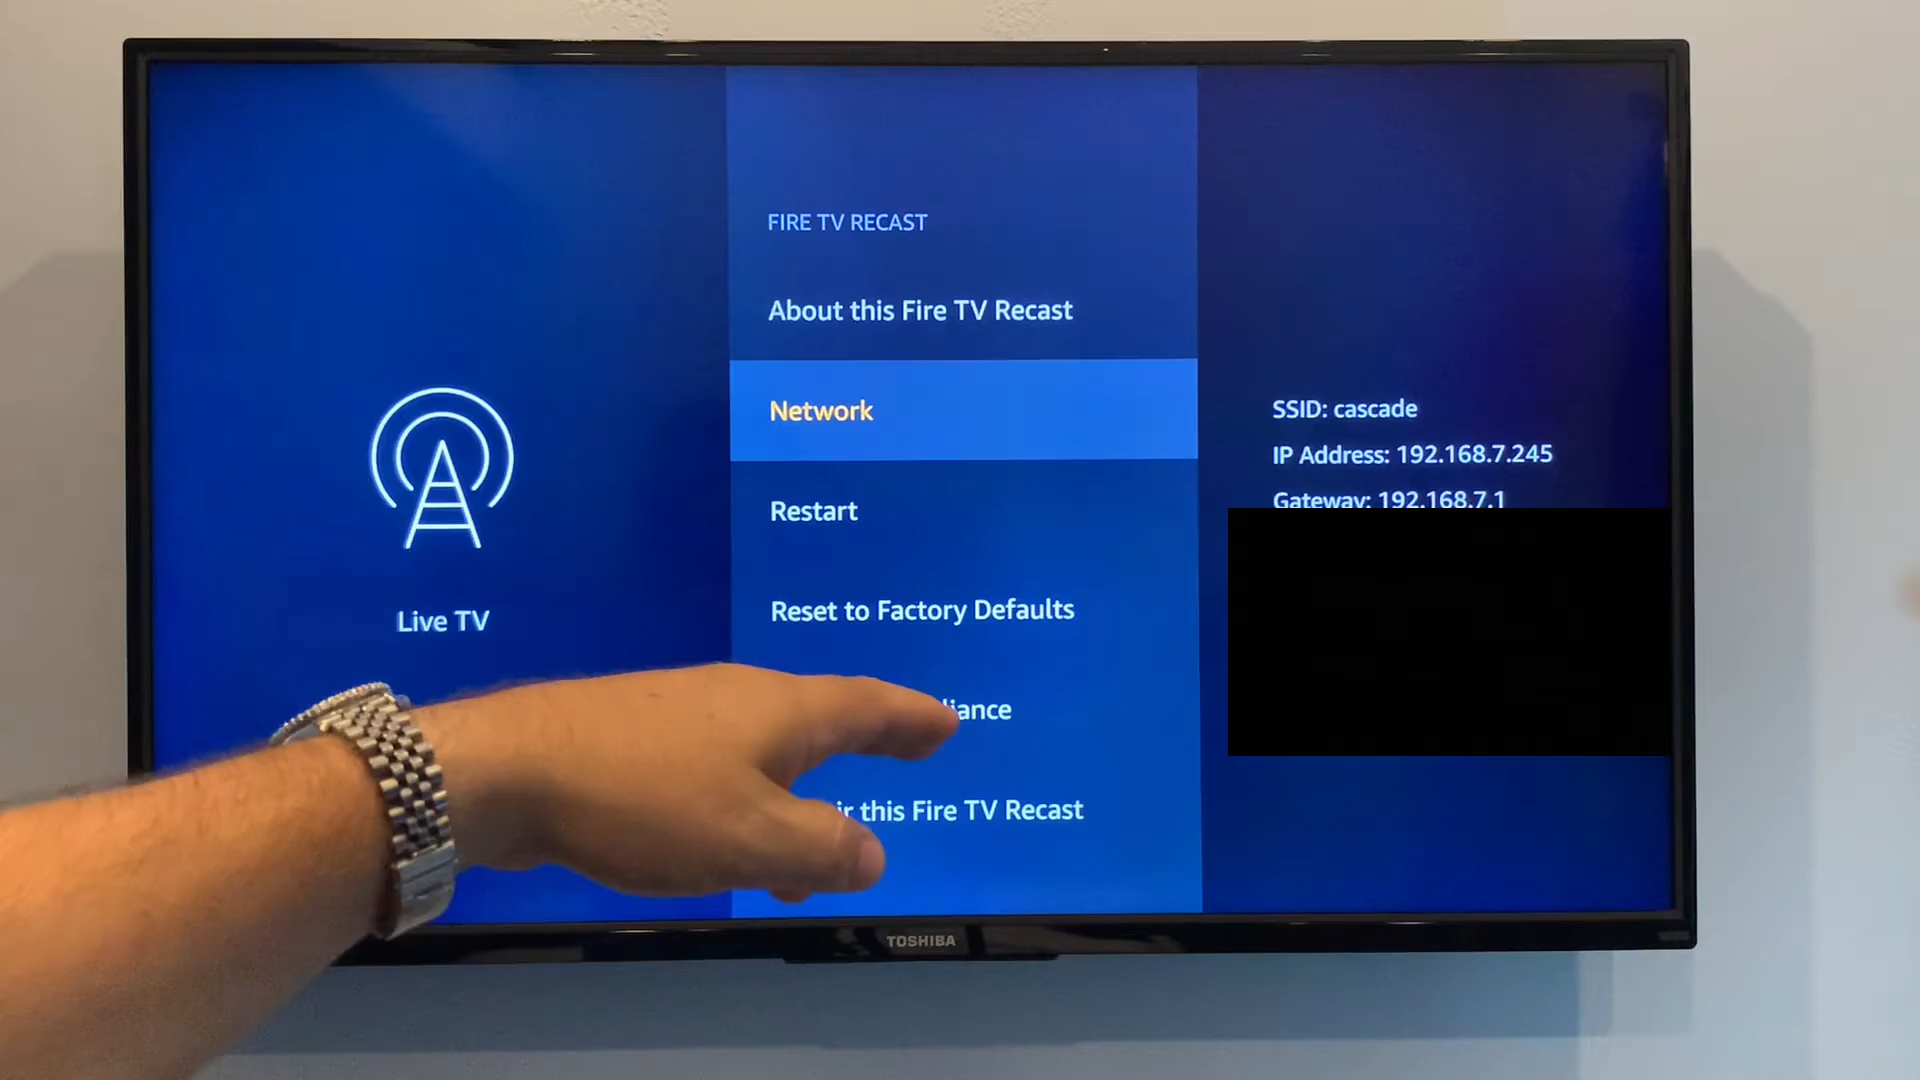 FIRE TV RECAST
About this Fire TV Recast
Network
SSID: cascade
IP Address: 192.168.7.245
Gateway: 192.168.7.1
Restart
Reset to Factory Defaults
Live TV
this Fire TV Recast
TOSHIBA